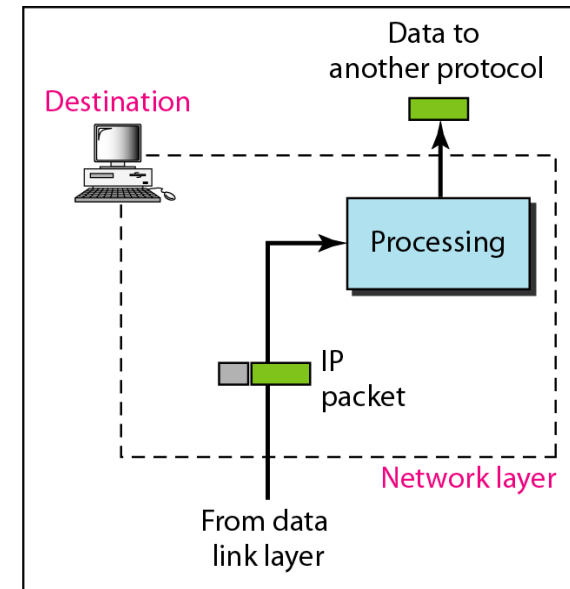 Data to
another protocol
Destination
Processing
IP
packet
Network layer
From data
link layer